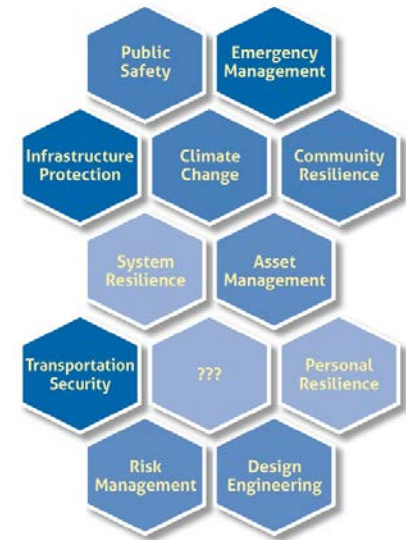 Public
Safety
Emergency
Management
Infrastructure
Protection
Climate
Change
Community
Resilience
System
Resilience
Asset
Management
Transportation
Security
???
Personal
Resilience
Risk
Management
Design
Engineering